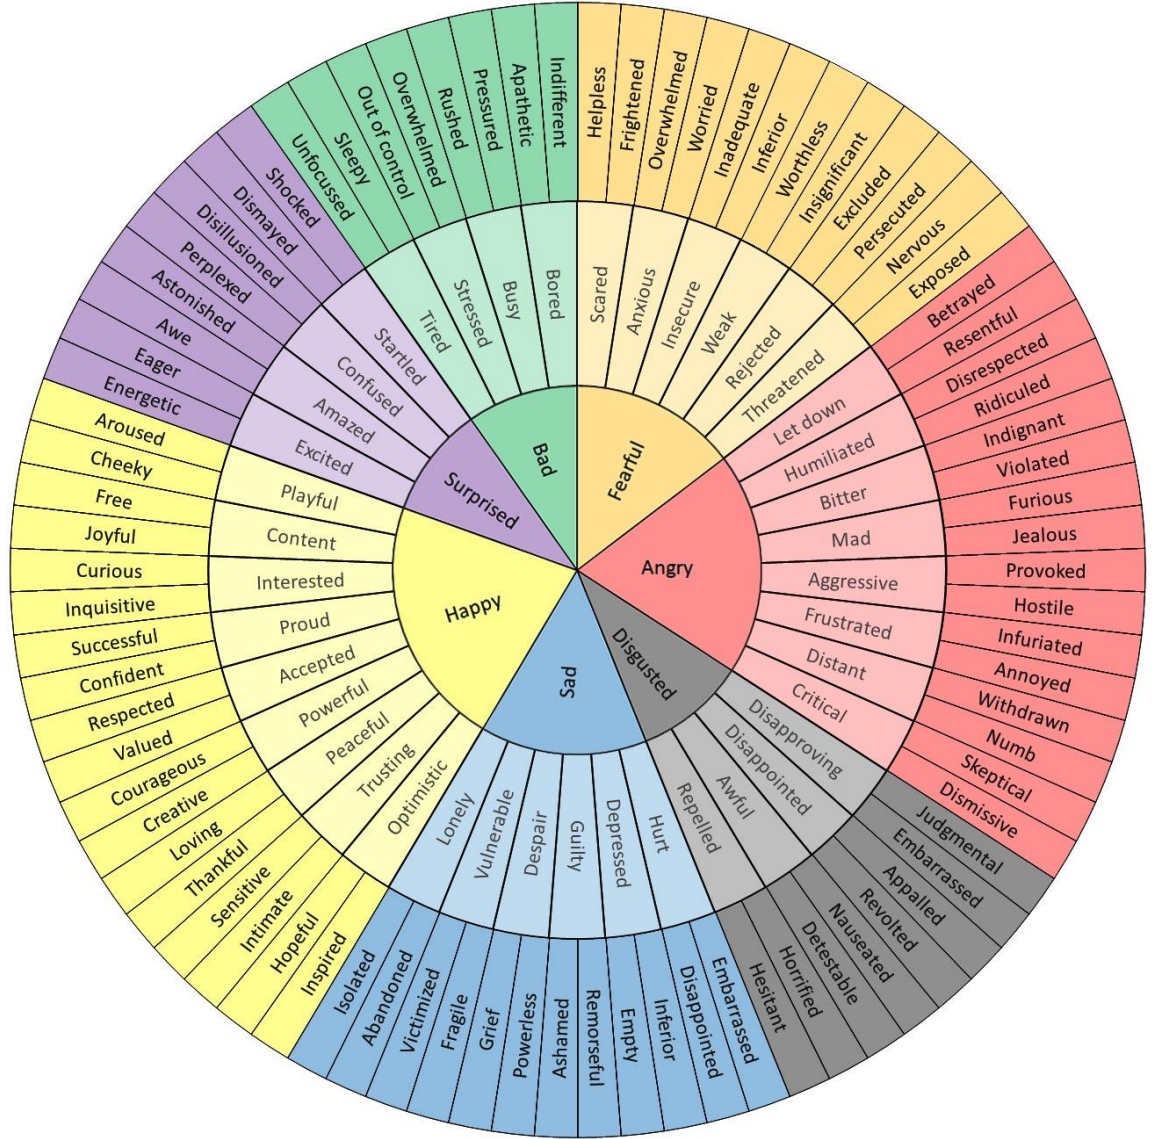 Fearful
Angry
Disgusted
Sad
Happy
Surprised
Bad
Scared
Anxious
Insecure
Weak
Rejected
Threatened
Let down
Humiliated
Bitter
Mad
Aggressive
Frustrated
Distant
Critical
Disapproving
Disappointed
Awful
Repelled
Hurt
Depressed
Guilty
Despair
Vulnerable
Lonely
Optimistic
Trusting
Peaceful
Powerful
Accepted
Proud
Interested
Content
Playful
Excited
Amazed
Confused
Startled
Tired
Stressed
Busy
Bored
Helpless
Frightened
Overwhelmed
Worried
Inadequate
Inferior
Worthless
Insignificant
Excluded
Persecuted
Nervous
Exposed
Betrayed
Resentful
Disrespected
Ridiculed
Indignant
Violated
Furious
Jealous
Provoked
Hostile
Infuriated
Annoyed
Withdrawn
Numb
Skeptical
Dismissive
Judgmental
Embarrassed
Appalled
Revolted
Nauseated
Detestable
Horrified
Hesitant
Embarrassed
Disappointed
Inferior
Empty
Remorseful
Ashamed
Powerless
Grief
Fragile
Victimized
Abandoned
Isolated
Inspired
Hopeful
Intimate
Sensitive
Thankful
Loving
Creative
Courageous
Valued
Respected
Confident
Successful
Inquisitive
Curious
Joyful
Free
Cheeky
Aroused
Energetic
Eager
Awe
Astonished
Perplexed
Disillusioned
Dismayed
Shocked
Unfocussed
Sleepy
Out of control
Overwhelmed
Rushed
Pressured
Apathetic
Indifferent